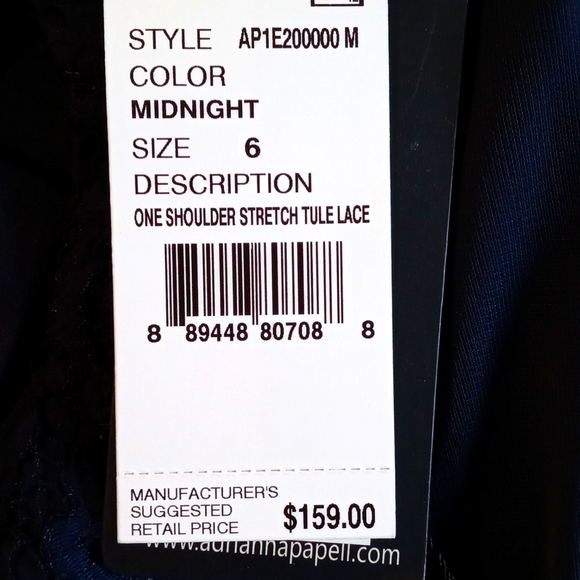 STYLE AP1E200000 M
COLOR
MIDNIGHT
SIZE 6
DESCRIPTION
ONE SHOULDER STRETCH TULE LACE
8 89448 80708 8
MANUFACTURER'S
SUGGESTED
RETAIL PRICE $159.00
www.adriannapapell.com